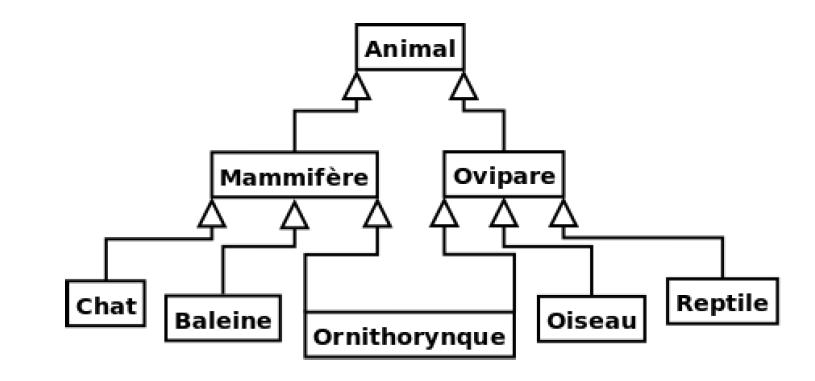 Animal
Mammifère
Ovipare
Chat
Baleine
Ornithorynque
Oiseau
Reptile